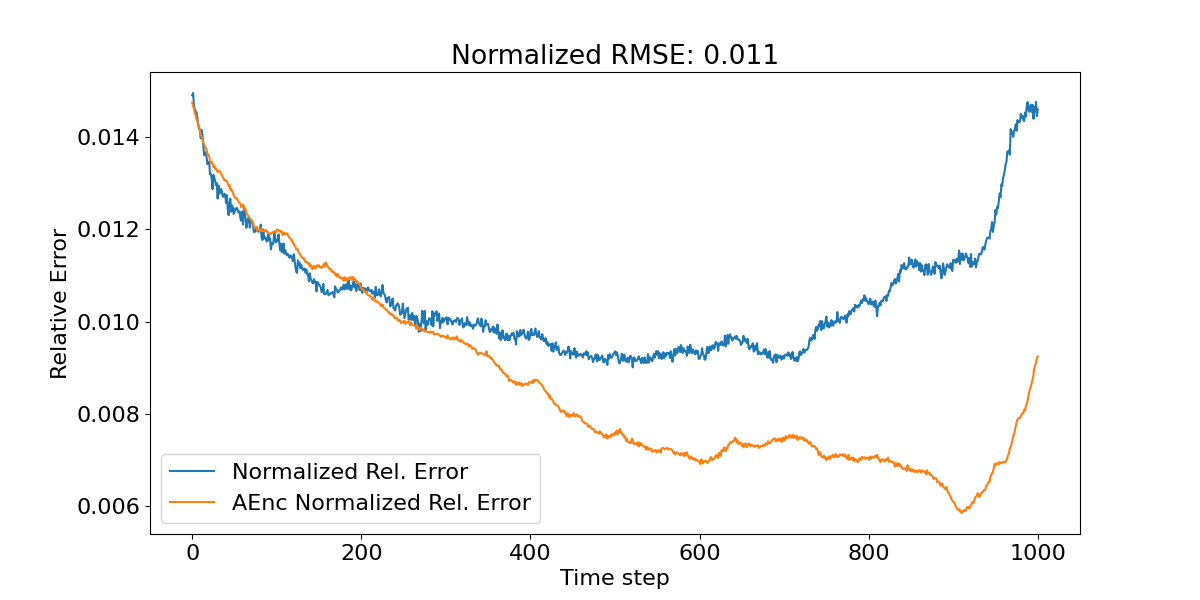 Normalized RMSE: 0.011
0.014
0.012
0.010
0.008
0.006
Relative Error
Normalized Rel. Error
AEnc Normalized Rel. Error
0 200 400 600 800 1000
Time step